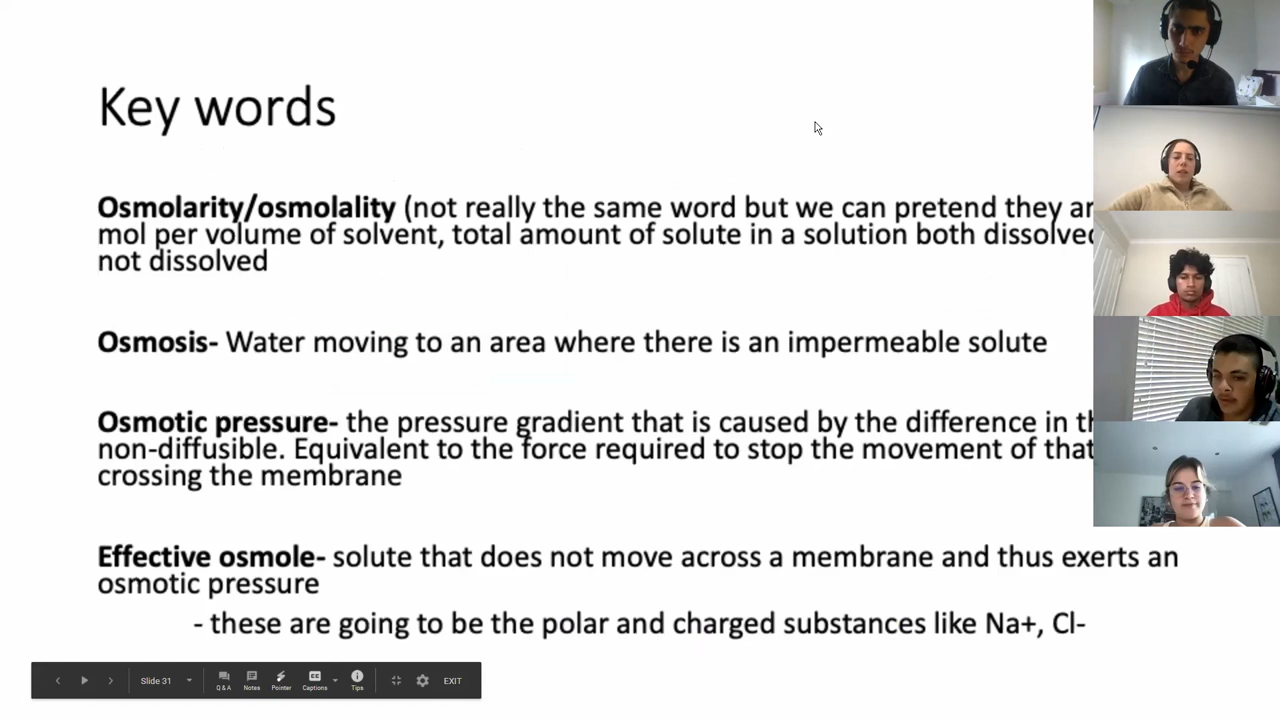 Key words
Osmolarity/osmolality (not really the same word but we can pretend they
mol per volume of solvent, total amount of solute in a solution both
not dissolved
Osmosis- Water moving to an area where there is an impermeable solute
Osmotic pressure- the pressure gradient that is caused by the difference in
non-diffusible. Equivalent to the force required to stop the movement of that
crossing the membrane
Effective osmole- solute that does not move across a membrane and thus exerts an
osmotic pressure
- these are going to be the polar and charged substances like Na+, Cl-
Slide 31
Q & A
Notes
Pointer
Captions
Tips
EXIT